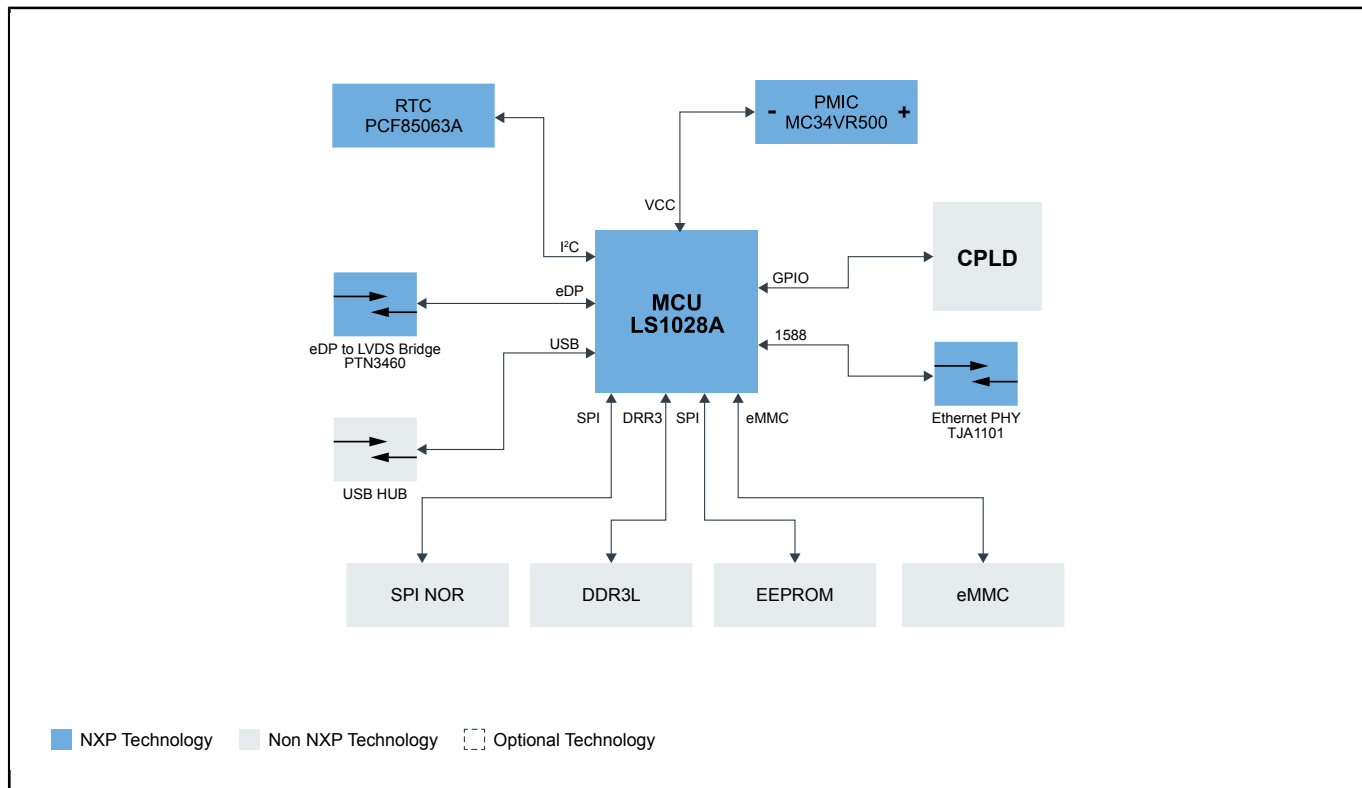 RTC
PCF85063A
- PMIC +
MC34VR500
VCC
I²C
CPLD
GPIO
eDP
MCU
LS1028A
1588
USB
eDP to LVDS Bridge
PTN3460
Ethernet PHY
TJA1101
SPI DRR3 SPI eMMC
USB HUB
SPI NOR
DDR3L
EEPROM
eMMC
NXP Technology
Non NXP Technology
Optional Technology